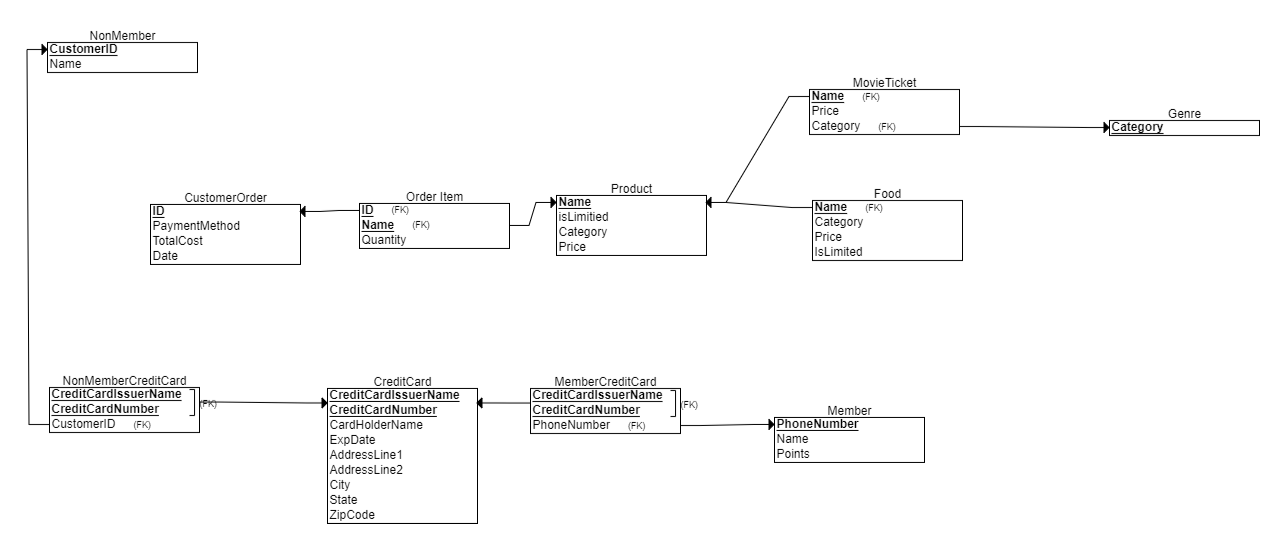 NonMember
CustomerID
Name
MovieTicket
Name (FK)
Price
Category (FK)
Genre
Category
CustomerOrder
ID
PaymentMethod
TotalCost
Date
Order Item
ID (FK)
Name (FK)
Quantity
Product
Name
isLimitied
Category
Price
Food
Name (FK)
Category
Price
IsLimited
NonMemberCreditCard
CreditCardIssuerName
CreditCardNumber
(FK)
CustomerID (FK)
CreditCard
CreditCardIssuerName
CreditCardNumber
CardHolderName
ExpDate
AddressLine1
AddressLine2
City
State
ZipCode
MemberCreditCard
CreditCardIssuerName
CreditCardNumber
(FK)
PhoneNumber (FK)
Member
PhoneNumber
Name
Points